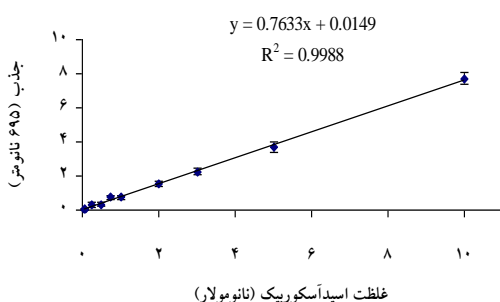 y = 0.7633x + 0.0149
R² = 0.9988
۱۰
۸
۶
۴
۲
۰
جذب (۶۹۵ نانومتر)
۰ ۲ ۴ ۶ ۸ ۱۰
غلظت اسیدآسکوربیک (نانومولار)